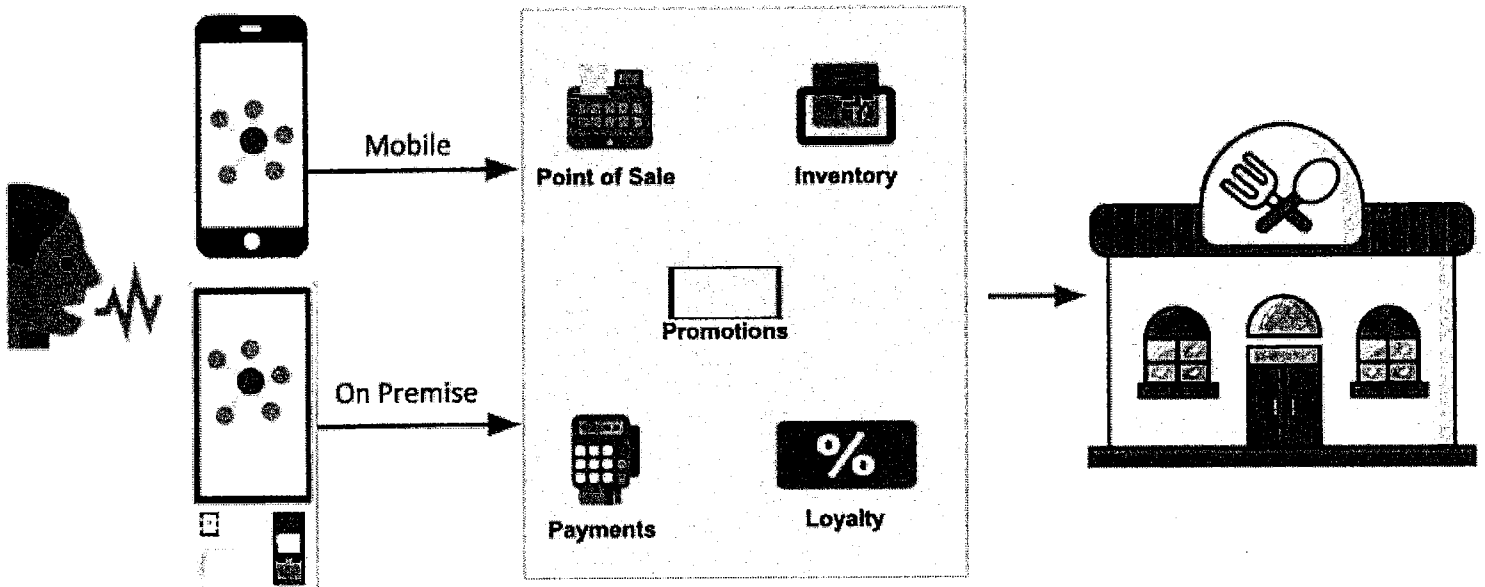 Mobile
Point of Sale
Inventory
Promotions
On Premise
%
Payments
Loyalty